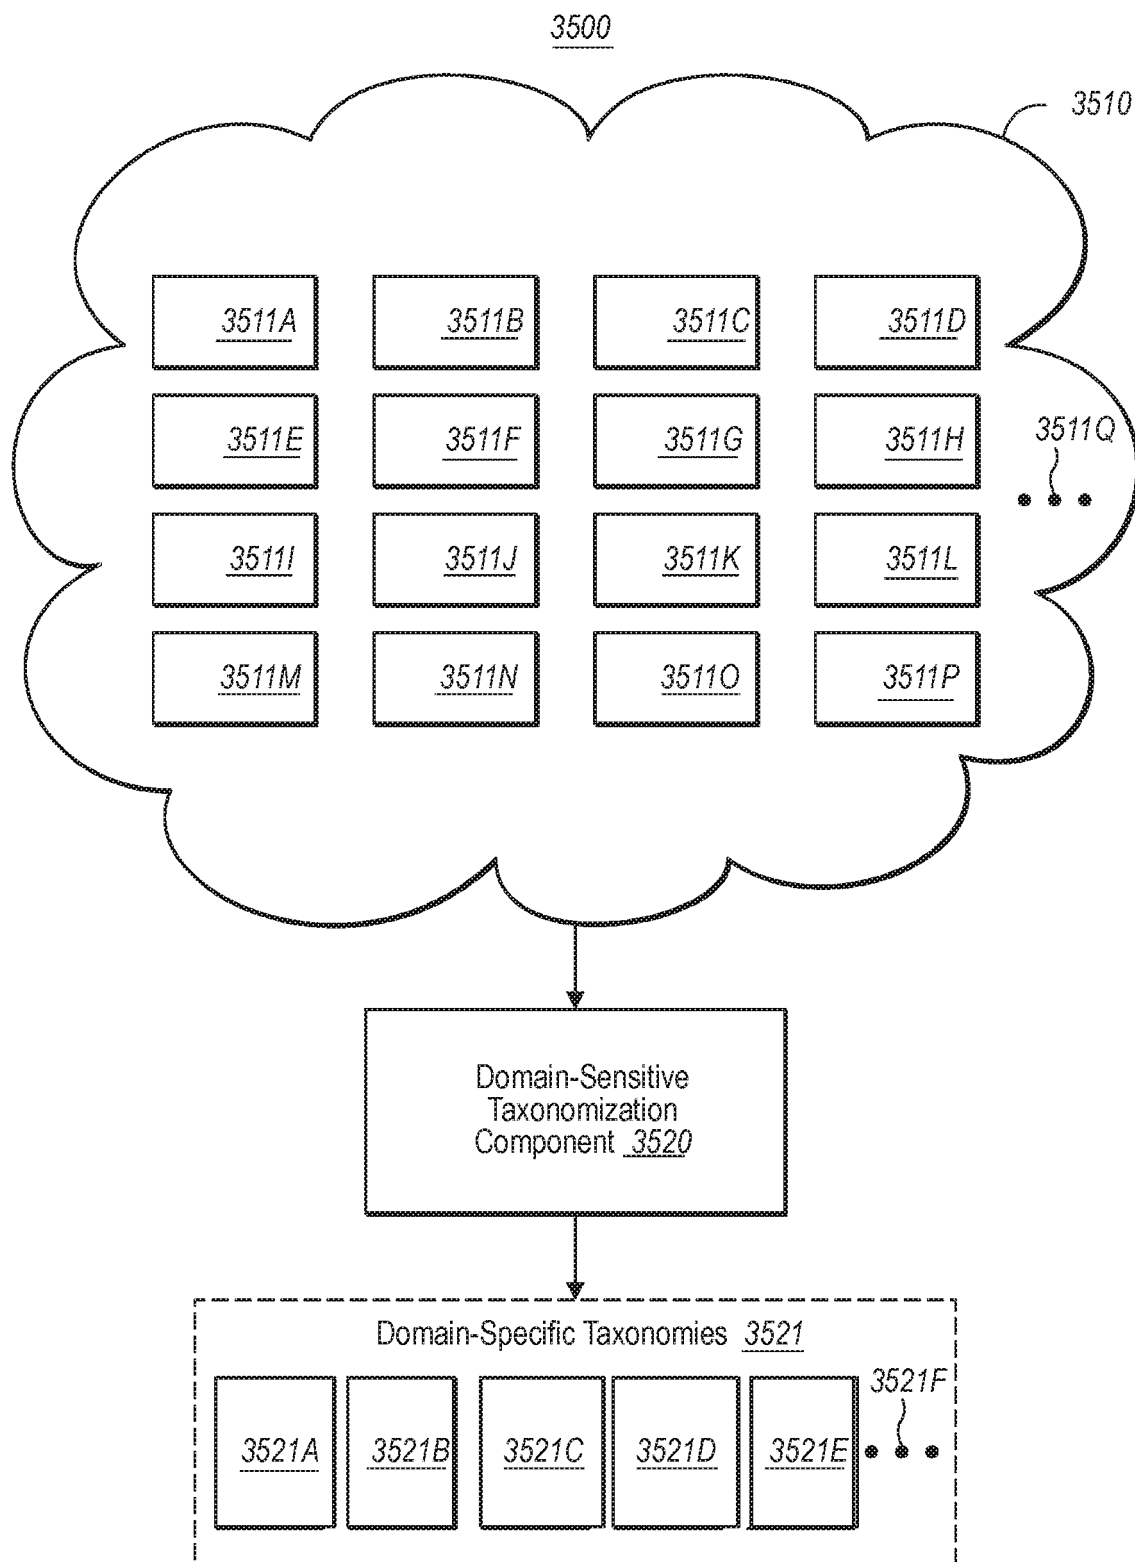 3500
3510
3511A 3511B 3511C 3511D
3511E 3511F 3511G 3511H
3511Q
3511I 3511J 3511K 3511L
3511M 3511N 3511O 3511P
Domain-Sensitive
Taxonomization
Component 3520
Domain-Specific Taxonomies 3521
3521F
3521A 3521B 3521C 3521D 3521E